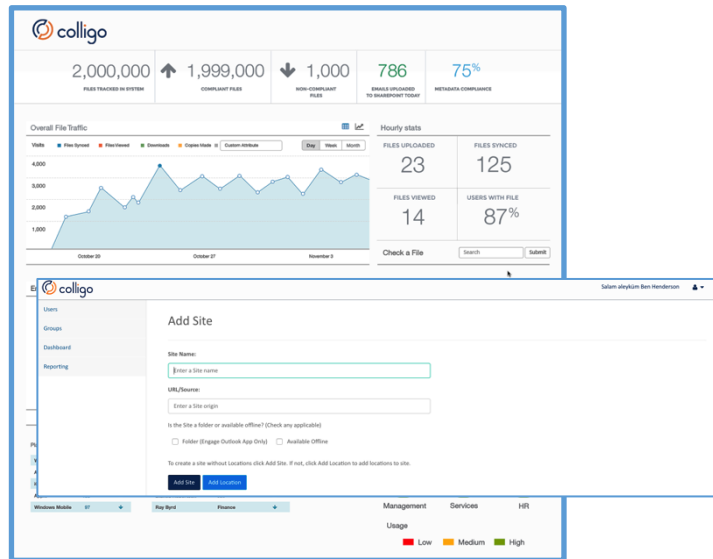 colligo
2,000,000 1,999,000 1,000 786 75%
FILES TRACKED IN SYSTEM COMPLIANT FILES NON-COMPLIANT FILES EMAILS UPLOADED TO SHAREPOINT TODAY METADATA COMPLIANCE
Overall File Traffic
Visits Files Synced Files Viewed Downloads Copies Made Custom Attribute Day Week Month
4,000
3,000
2,000
1,000
October 20 October 27 November 3
Hourly stats
FILES UPLOADED FILES SYNCED
23 125
FILES VIEWED USERS WITH FILE
14 87%
Check a File Search Submit
colligo
Salam aleyküm Ben Henderson
Users
Groups
Dashboard
Reporting
Add Site
Site Name:
Enter a Site name
URL/Source:
Enter a Site origin
Is the Site a folder or available offline? (Check any applicable)
Folder (Engage Outlook App Only) Available Offline
To create a site without Locations click Add Site. If not, click Add Location to add locations to site.
Add Site Add Location
Windows Mobile 97 + Ray Byrd Finance +
Management Services HR
Usage
Low Medium High